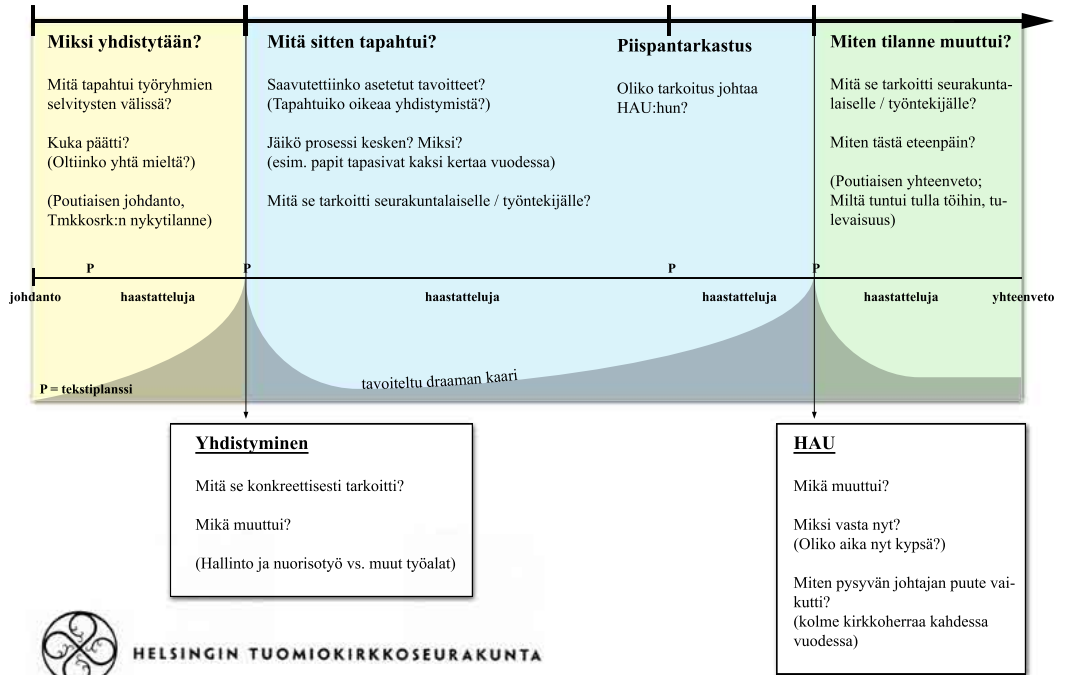 Miksi yhdistytään?
Mitä tapahtui työryhmien
selvitysten välissä?
Kuka päätti?
(Oltiinko yhtä mieltä?)
(Poutiaisen johdanto,
Tmkkosrk:n nykytilanne)
Mitä sitten tapahtui?
Saavutettiinko asetetut tavoitteet?
(Tapahtuiko oikeaa yhdistymistä?)
Jäikö prosessi kesken? Miksi?
(esim. papit tapasivat kaksi kertaa vuodessa)
Mitä se tarkoitti seurakuntalaiselle / työntekijälle?
Piispantarkastus
Oliko tarkoitus johtaa
HAU:hun?
Miten tilanne muuttui?
Mitä se tarkoitti seurakunta-
laiselle / työntekijälle?
Miten tästä eteenpäin?
(Poutiaisen yhteenveto;
Miltä tuntui tulla töihin, tu-
levaisuus)
P P P P
johdanto haastatteluja haastatteluja haastatteluja haastatteluja yhteenveto
P = tekstiplanssi
tavoiteltu draaman kaari
Yhdistyminen
Mitä se konkreettisesti tarkoitti?
Mikä muuttui?
(Hallinto ja nuorisotyö vs. muut työalat)
HAU
Mikä muuttui?
Miksi vasta nyt?
(Oliko aika nyt kypsä?)
Miten pysyvän johtajan puute vai-
kutti?
(kolme kirkkoherraa kahdessa
vuodessa)
HELSINGIN TUOMIOKIRKKOSEURAKUNTA